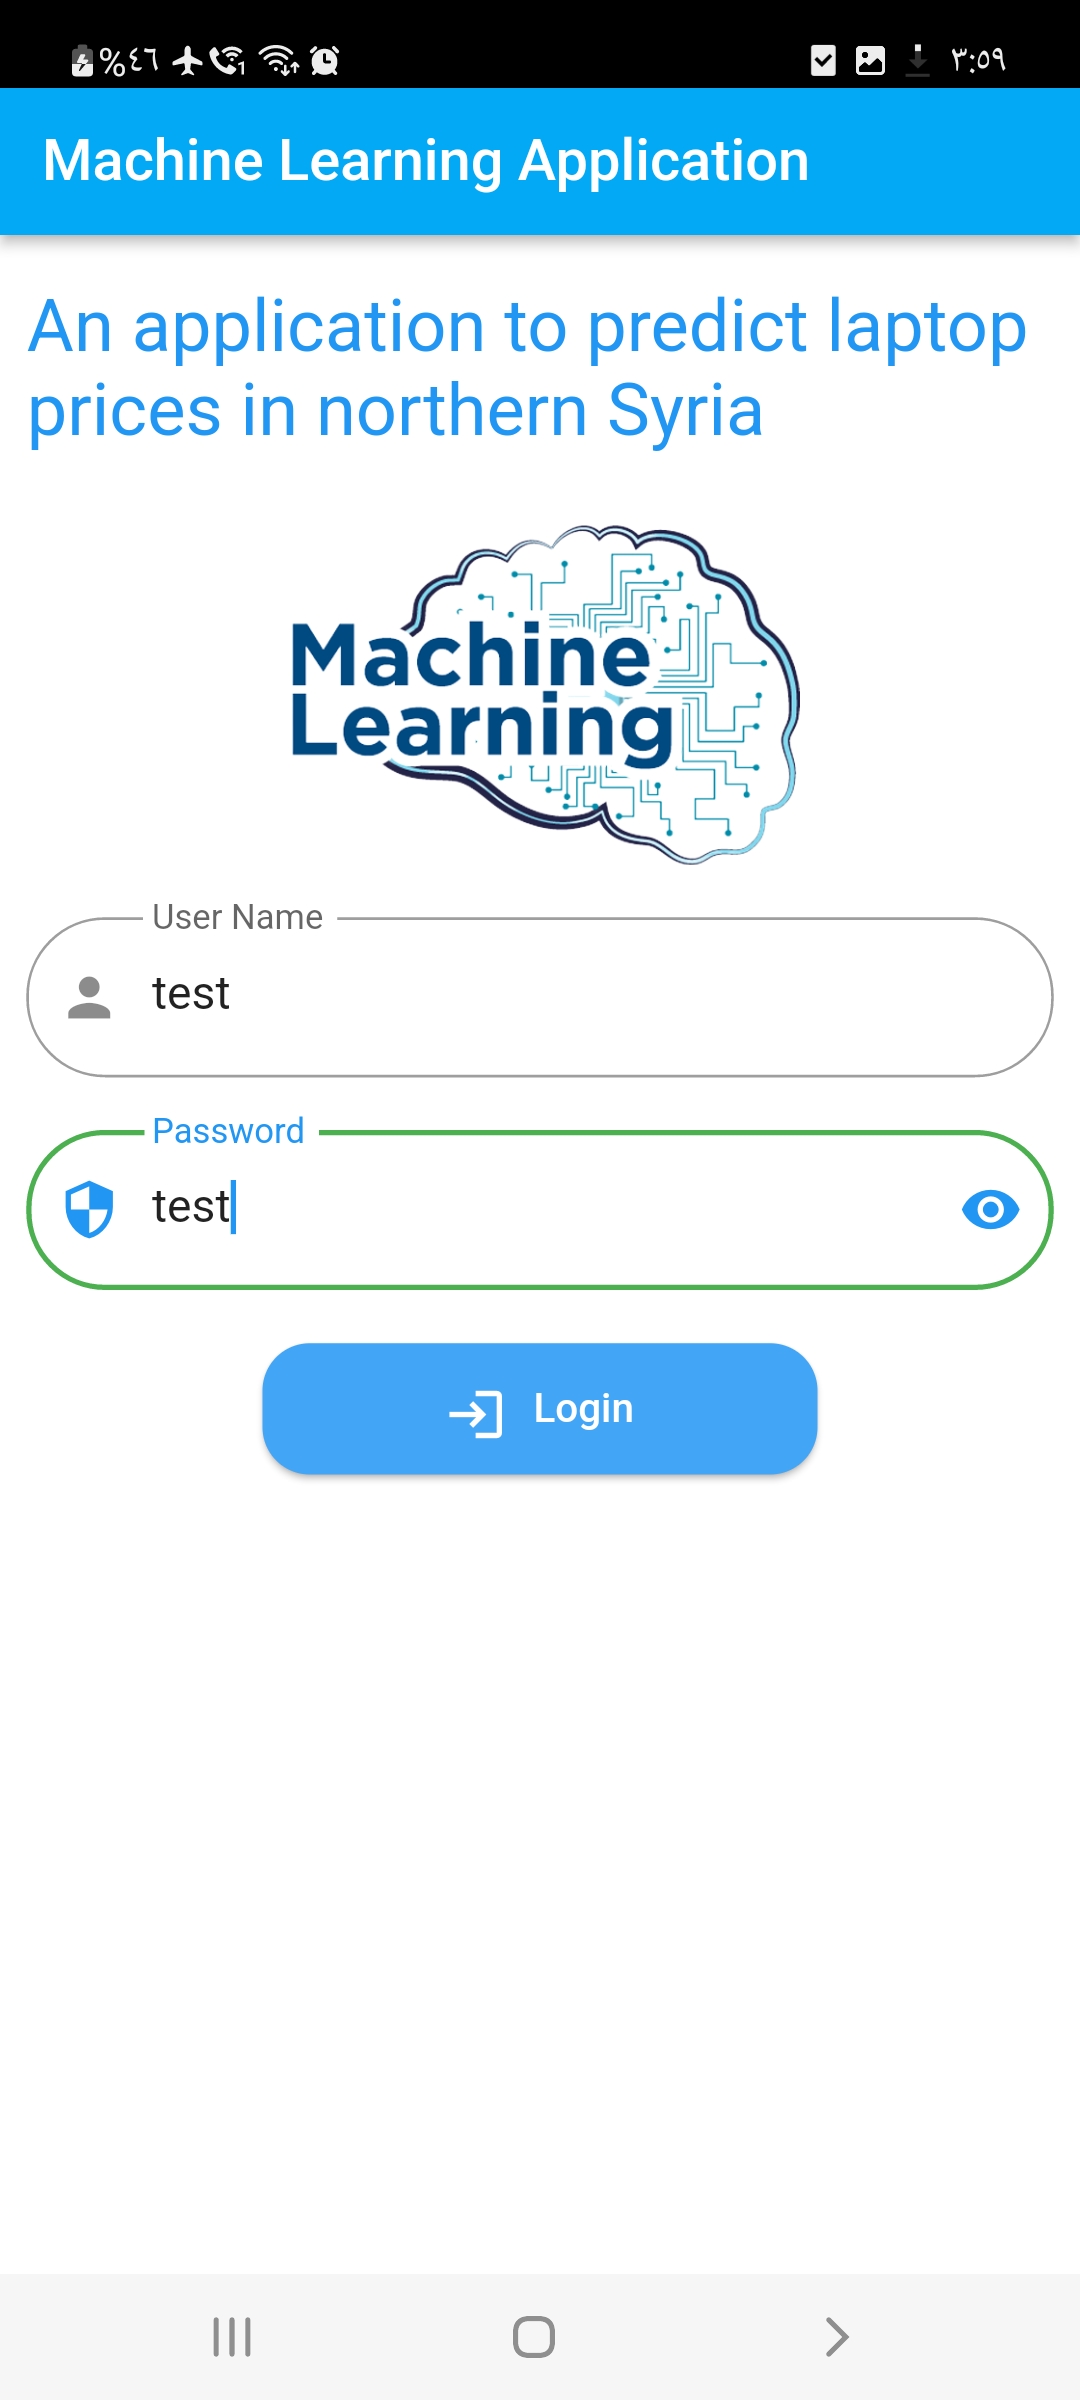 %٤٦ ٣:٥٩
Machine Learning Application
An application to predict laptop
prices in northern Syria
Machine
Learning
User Name
test
Password
test
Login